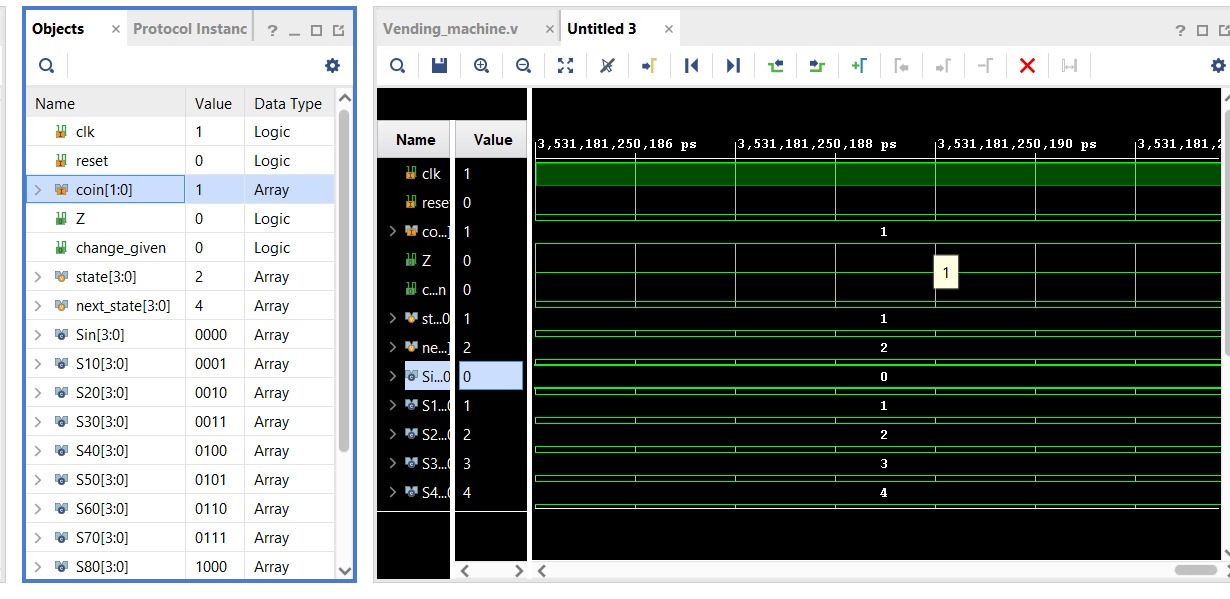 Objects × Protocol Instanc ? _
Name Value Data Type
clk 1 Logic
reset 0 Logic
coin[1:0] 1 Array
Z 0 Logic
change_given 0 Logic
state[3:0] 2 Array
next_state[3:0] 4 Array
Sin[3:0] 0000 Array
S10[3:0] 0001 Array
S20[3:0] 0010 Array
S30[3:0] 0011 Array
S40[3:0] 0100 Array
S50[3:0] 0101 Array
S60[3:0] 0110 Array
S70[3:0] 0111 Array
S80[3:0] 1000 Array
Vending_machine.v × Untitled 3 × ?
Name Value
3,531,181,250,186 ps 3,531,181,250,188 ps 3,531,181,250,190 ps 3,531,181,2
clk 1
rese 0
co...] 1 1
Z 0
1
c...n 0
st...0 1 1
ne...] 2 2
Si...0 0 0
S1...0 1 1
S2...0 2 2
S3...0 3 3
S4...0 4 4